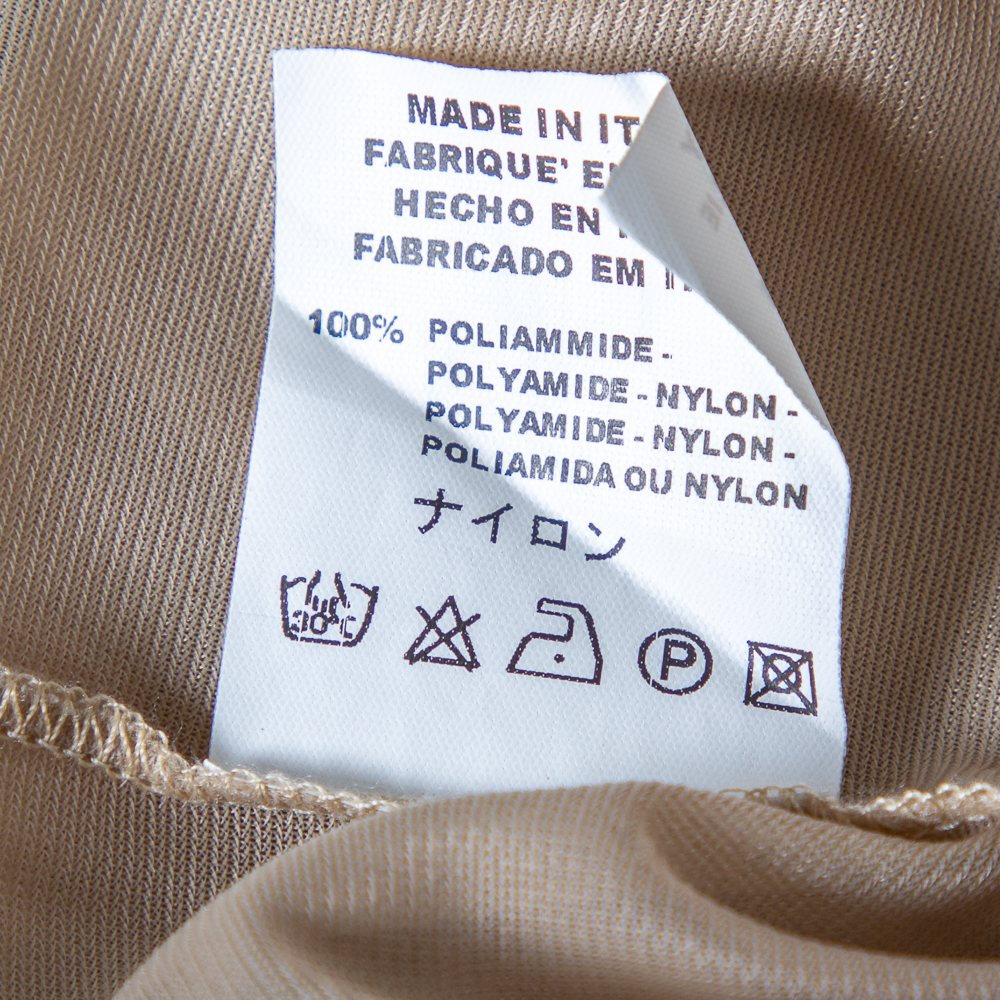 MADE IN IT
FABRIQUE' E
HECHO EN
FABRICADO EM
100% POLIAMMIDE -
POLYAMIDE - NYLON -
POLYAMIDE - NYLON -
POLIAMIDA OU NYLON
ナイロン
30°C
P